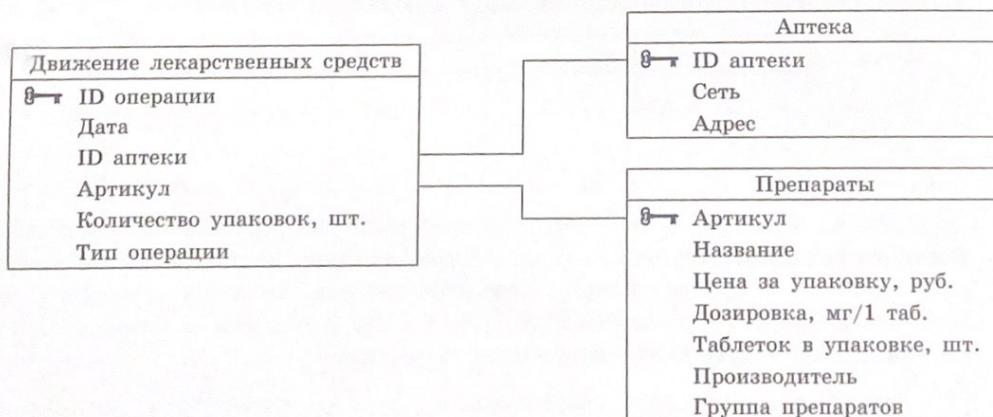 Движение лекарственных средств
ID операции
Дата
ID аптеки
Артикул
Количество упаковок, шт.
Тип операции
Аптека
ID аптеки
Сеть
Адрес
Препараты
Артикул
Название
Цена за упаковку, руб.
Дозировка, мг/1 таб.
Таблеток в упаковке, шт.
Производитель
Группа препаратов